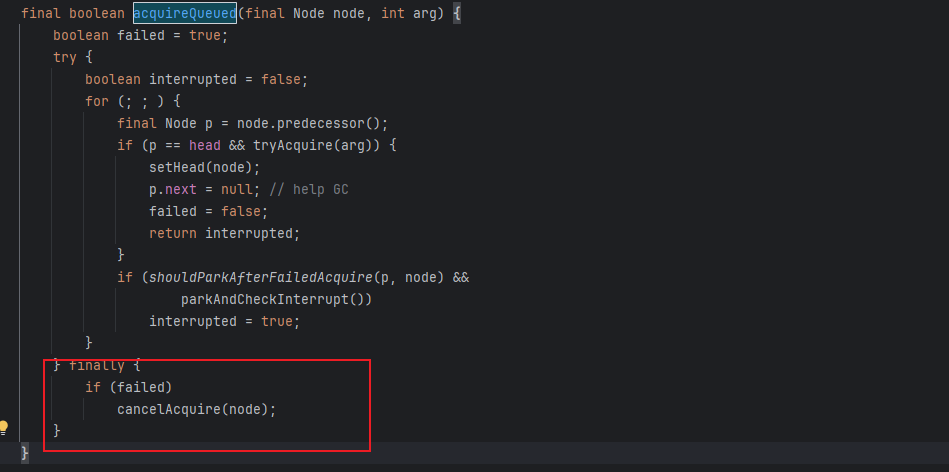 final boolean acquireQueued(final Node node, int arg) {
    boolean failed = true;
    try {
        boolean interrupted = false;
        for (; ; ) {
            final Node p = node.predecessor();
            if (p == head && tryAcquire(arg)) {
                setHead(node);
                p.next = null; // help GC
                failed = false;
                return interrupted;
            }
            if (shouldParkAfterFailedAcquire(p, node) &&
                    parkAndCheckInterrupt())
                interrupted = true;
        }
    } finally {
        if (failed)
            cancelAcquire(node);
    }
}